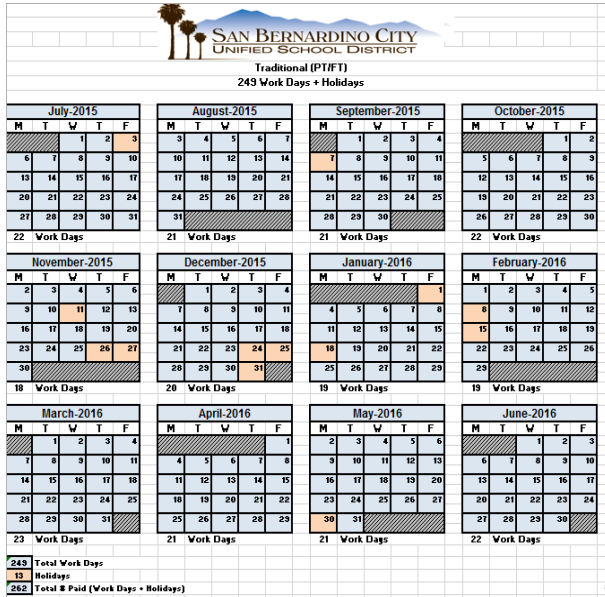 SAN BERNARDINO CITY
UNIFIED SCHOOL DISTRICT
Traditional (PT/FT)
249 Work Days + Holidays
July-2015
M T W T F
1 2 3
6 7 8 9 10
13 14 15 16 17
20 21 22 23 24
27 28 29 30 31
22 Work Days
August-2015
M T W T F
3 4 5 6 7
10 11 12 13 14
17 18 19 20 21
24 25 26 27 28
31
21 Work Days
September-2015
M T W T F
1 2 3 4
7 8 9 10 11
14 15 16 17 18
21 22 23 24 25
28 29 30
21 Work Days
October-2015
M T W T F
1 2
5 6 7 8 9
12 13 14 15 16
19 20 21 22 23
26 27 28 29 30
22 Work Days
November-2015
M T W T F
2 3 4 5 6
9 10 11 12 13
16 17 18 19 20
23 24 25 26 27
30
18 Work Days
December-2015
M T W T F
1 2 3 4
7 8 9 10 11
14 15 16 17 18
21 22 23 24 25
28 29 30 31
20 Work Days
January-2016
M T W T F
1
4 5 6 7 8
11 12 13 14 15
18 19 20 21 22
25 26 27 28 29
19 Work Days
February-2016
M T W T F
1 2 3 4 5
8 9 10 11 12
15 16 17 18 19
22 23 24 25 26
29
19 Work Days
March-2016
M T W T F
1 2 3 4
7 8 9 10 11
14 15 16 17 18
21 22 23 24 25
28 29 30 31
23 Work Days
April-2016
M T W T F
1
4 5 6 7 8
11 12 13 14 15
18 19 20 21 22
25 26 27 28 29
21 Work Days
May-2016
M T W T F
2 3 4 5 6
9 10 11 12 13
16 17 18 19 20
23 24 25 26 27
30 31
21 Work Days
June-2016
M T W T F
1 2 3
6 7 8 9 10
13 14 15 16 17
20 21 22 23 24
27 28 29 30
22 Work Days
249 Total Work Days
13 Holidays
262 Total # Paid (Work Days + Holidays)